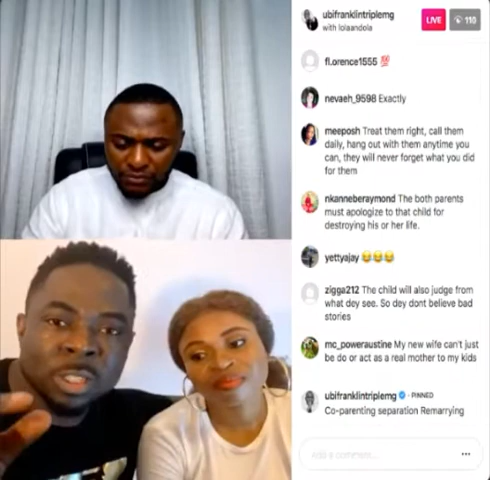 ubifranklintriplemg
LIVE
110
with lolaandola
fl.orence1555 💯
nevaeh_9598 Exactly
meeposh Treat them right, call them
daily, hang out with them anytime you
can, they will never forget what you did
for them
nkanneberaymond The both parents
must apologize to that child for
destroying his or her life.
yettyajay 😂😂😂
zigga212 The child will also judge from
what dey see. So dey dont believe bad
stories
mc_poweraustine My new wife can't just
be do or act as a real mother to my kids
ubifranklintriplemg • PINNED
Co-parenting separation Remarrying
Add a comment...